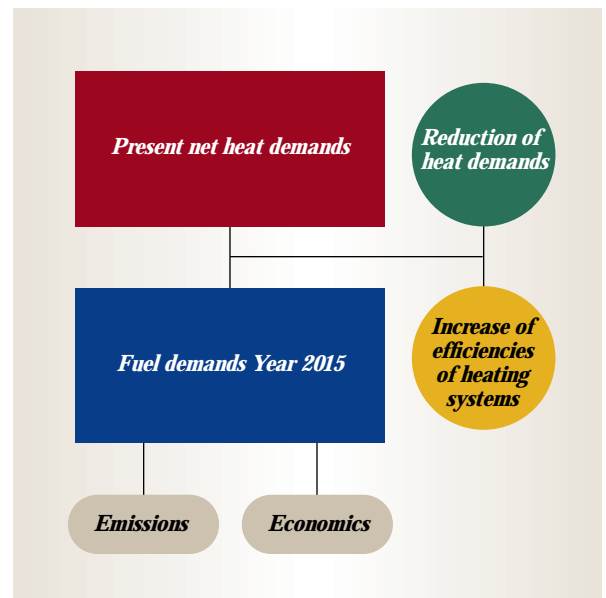 Present net heat demands
Reduction of
heat demands
Fuel demands Year 2015
Increase of
efficiencies
of heating
systems
Emissions
Economics